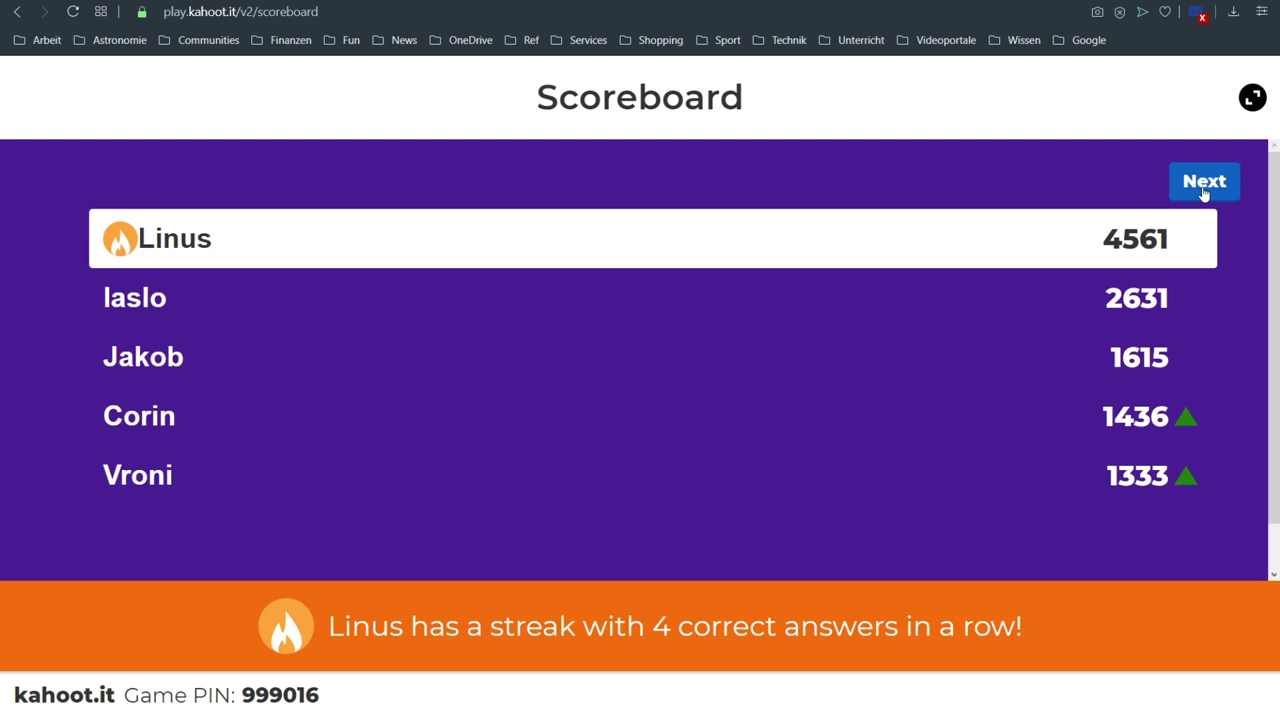 play.kahoot.it/v2/scoreboard
Arbeit Astronomie Communities Finanzen Fun News OneDrive Ref Services Shopping Sport Technik Unterricht Videoportale Wissen Google
Scoreboard
Next
Linus 4561
laslo 2631
Jakob 1615
Corin 1436
Vroni 1333
Linus has a streak with 4 correct answers in a row!
kahoot.it Game PIN: 999016